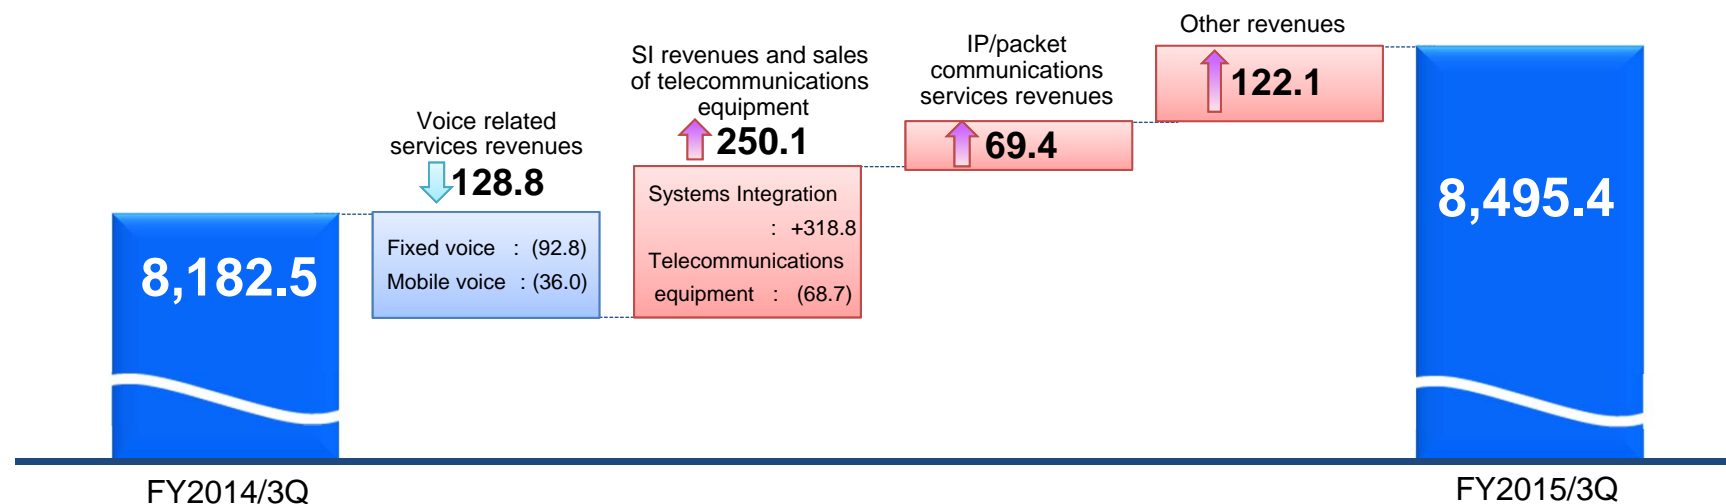 8,182.5
FY2014/3Q
Voice related
services revenues
128.8
Fixed voice : (92.8)
Mobile voice : (36.0)
SI revenues and sales
of telecommunications
equipment
250.1
Systems Integration
: +318.8
Telecommunications
equipment : (68.7)
IP/packet
communications
services revenues
69.4
Other revenues
122.1
8,495.4
FY2015/3Q